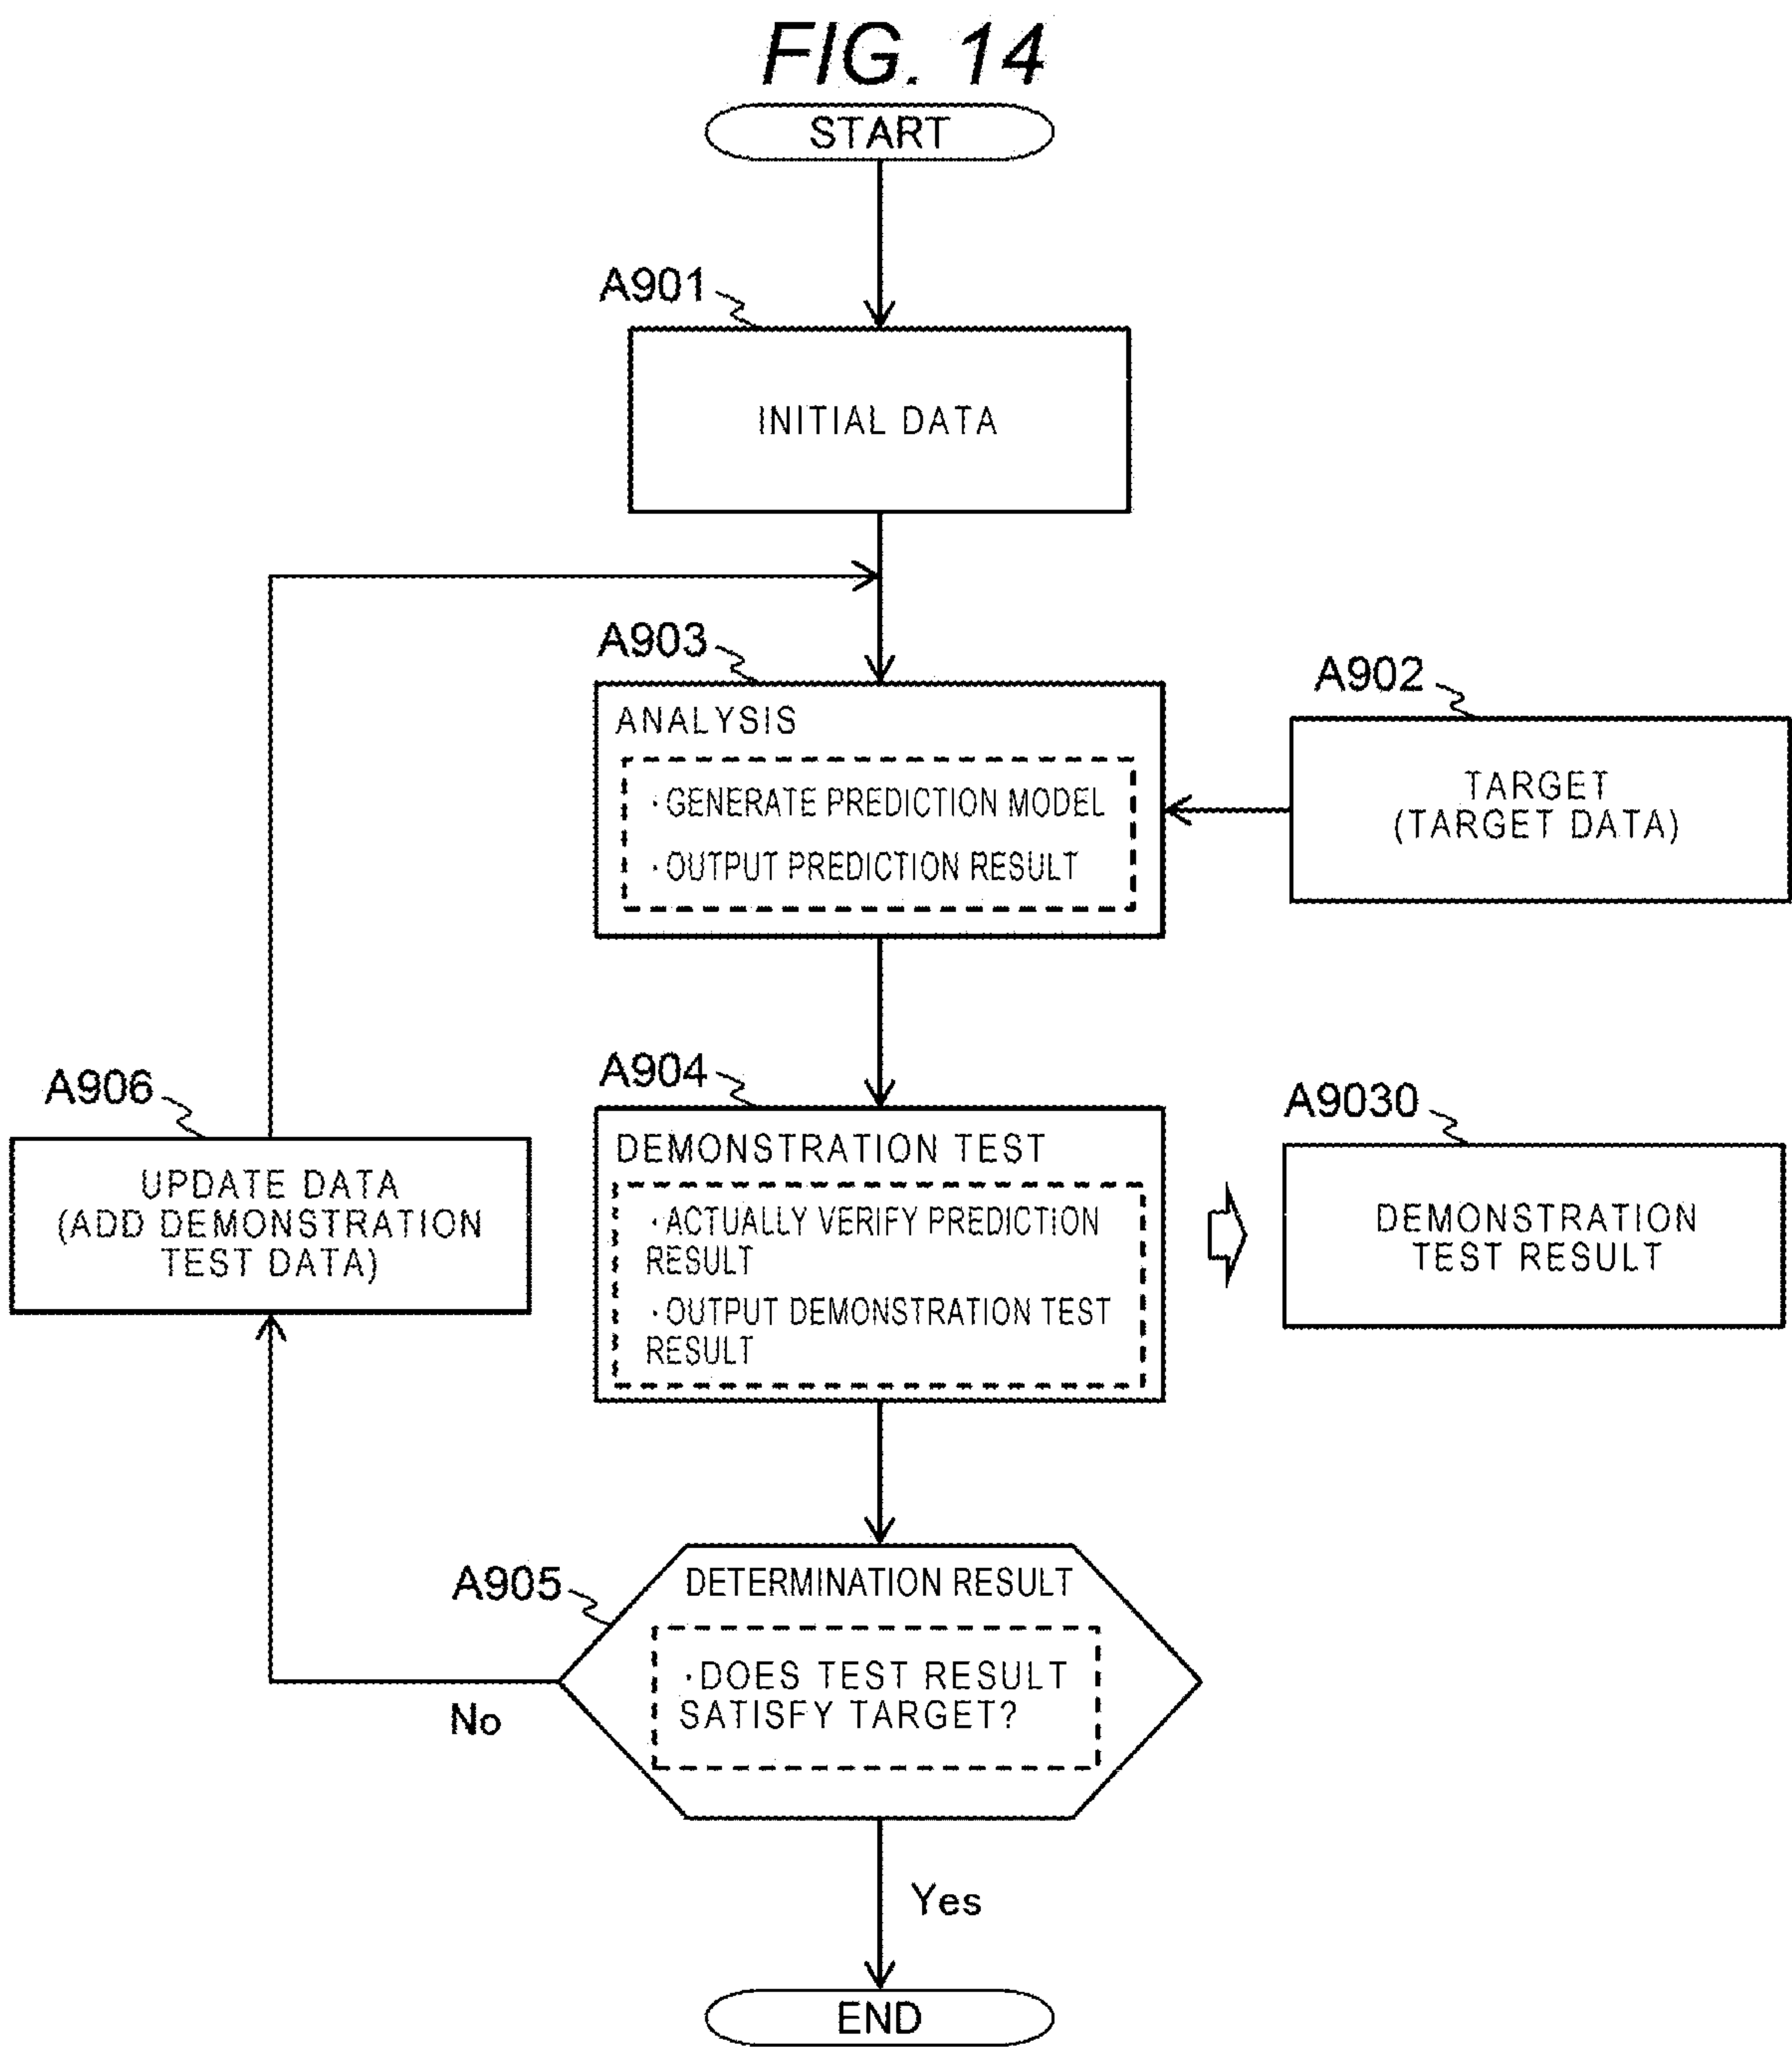 FIG. 14
START
A901
INITIAL DATA
A903
ANALYSIS
·GENERATE PREDICTION MODEL
·OUTPUT PREDICTION RESULT
A902
TARGET
(TARGET DATA)
A906
UPDATE DATA
(ADD DEMONSTRATION
TEST DATA)
A904
DEMONSTRATION TEST
·ACTUALLY VERIFY PREDICTION
RESULT
·OUTPUT DEMONSTRATION TEST
RESULT
A9030
DEMONSTRATION
TEST RESULT
A905
DETERMINATION RESULT
·DOES TEST RESULT
SATISFY TARGET?
No
Yes
END